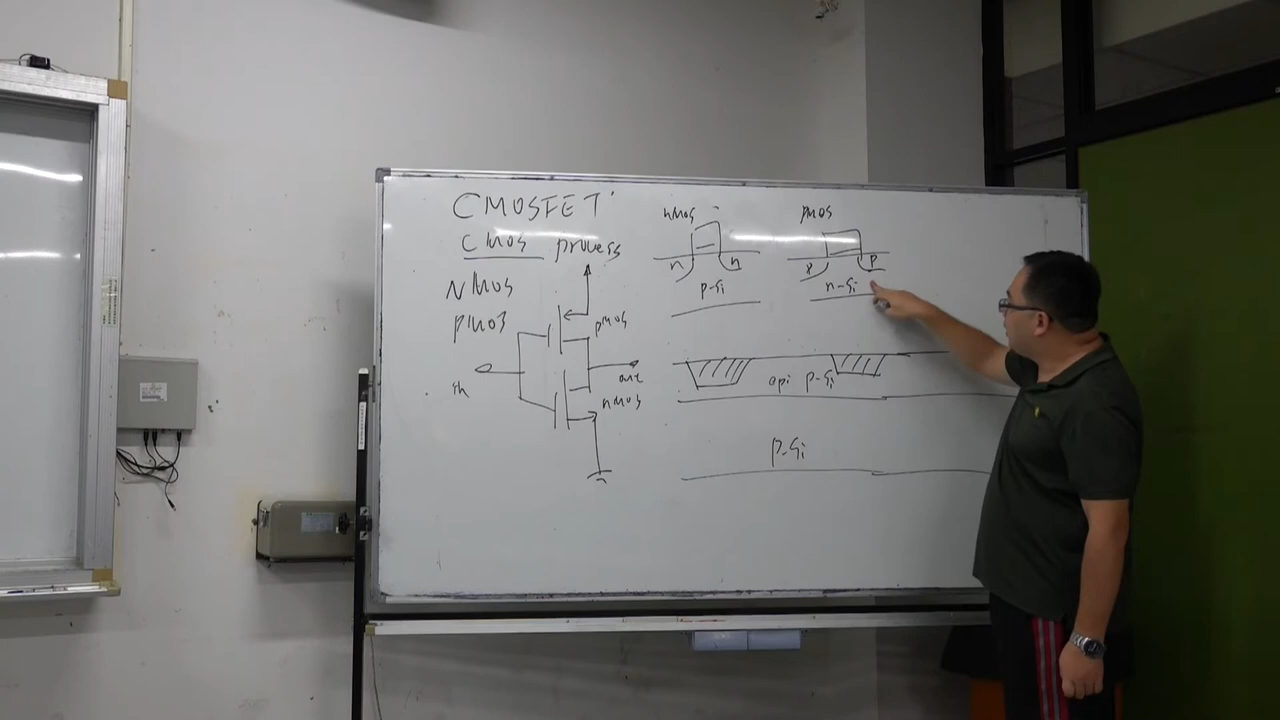 CMOSFET
CMOS process
NMOS
PMOS
pMOS
in
out
nMOS
nMOS
n n
p-Si
pMOS
P P
n-Si
epi p-Si
p-Si